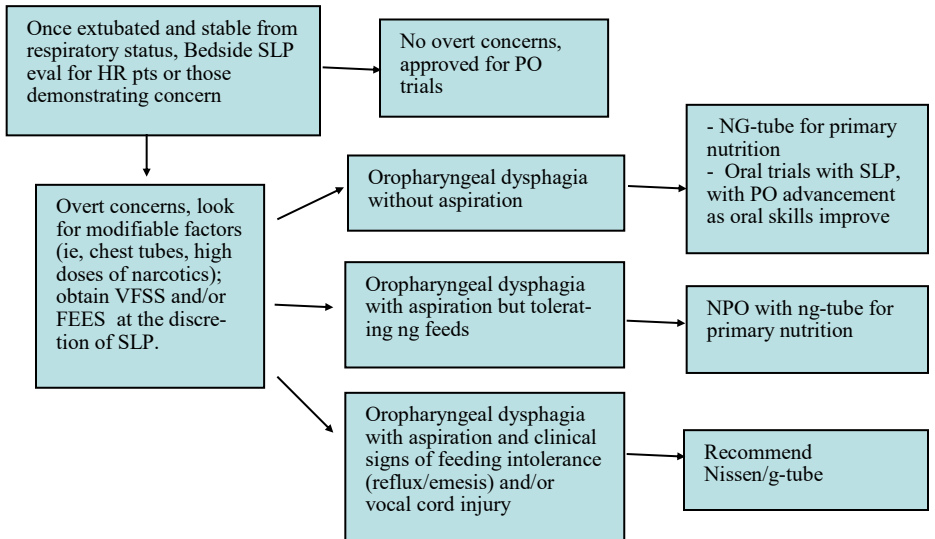 Once extubated and stable from
respiratory status, Bedside SLP
eval for HR pts or those
demonstrating concern
No overt concerns,
approved for PO
trials
Overt concerns, look
for modifiable factors
(ie, chest tubes, high
doses of narcotics);
obtain VFSS and/or
FEES at the discre-
tion of SLP.
Oropharyngeal dysphagia
without aspiration
- NG-tube for primary
nutrition
- Oral trials with SLP,
with PO advancement
as oral skills improve
Oropharyngeal dysphagia
with aspiration but tolerat-
ing ng feeds
NPO with ng-tube for
primary nutrition
Oropharyngeal dysphagia
with aspiration and clinical
signs of feeding intolerance
(reflux/emesis) and/or
vocal cord injury
Recommend
Nissen/g-tube